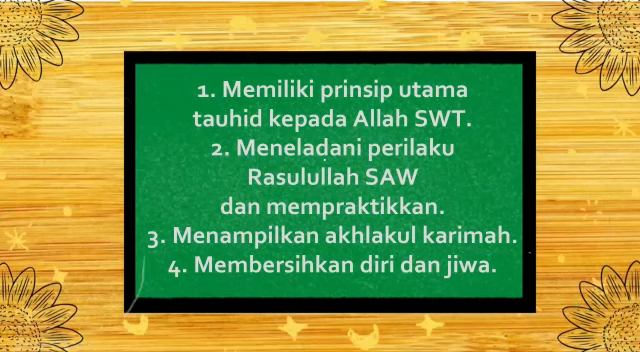 1. Memiliki prinsip utama
tauhid kepada Allah SWT.
2. Meneladani perilaku
Rasulullah SAW
dan mempraktikkan.
3. Menampilkan akhlakul karimah.
4. Membersihkan diri dan jiwa.